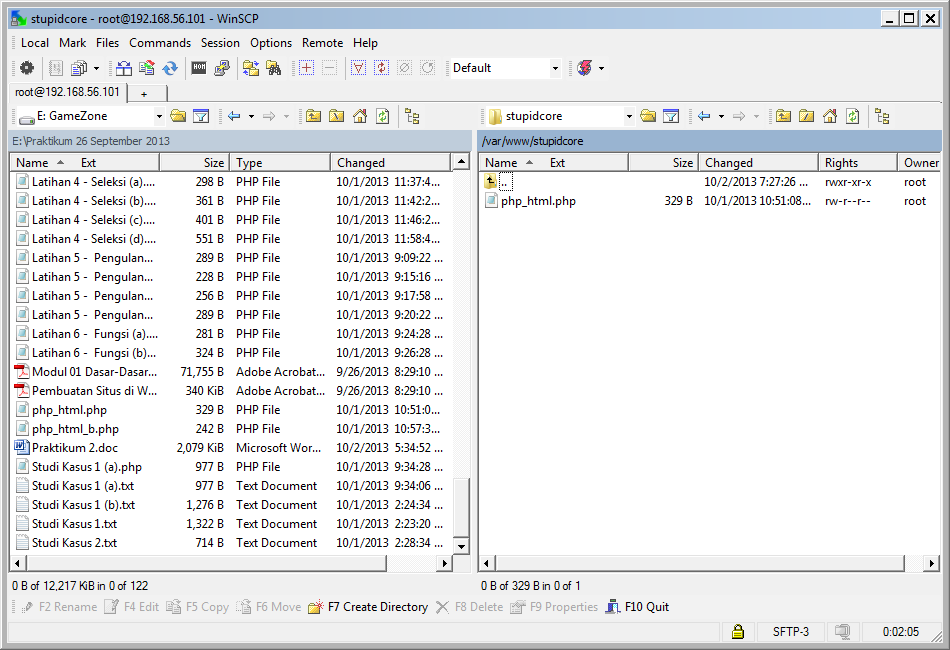 stupidcore - root@192.168.56.101 - WinSCP
Local Mark Files Commands Session Options Remote Help
Default
root@192.168.56.101 +
E: GameZone
stupidcore
E:\Praktikum 26 September 2013
/var/www/stupidcore
Name Ext Size Type Changed
Latihan 4 - Seleksi (a).... 298 B PHP File 10/1/2013 11:37:4...
Latihan 4 - Seleksi (b).... 361 B PHP File 10/1/2013 11:42:2...
Latihan 4 - Seleksi (c).... 401 B PHP File 10/1/2013 11:46:2...
Latihan 4 - Seleksi (d).... 551 B PHP File 10/1/2013 11:58:4...
Latihan 5 - Pengulan... 289 B PHP File 10/1/2013 9:09:22 ...
Latihan 5 - Pengulan... 228 B PHP File 10/1/2013 9:15:16 ...
Latihan 5 - Pengulan... 256 B PHP File 10/1/2013 9:17:58 ...
Latihan 5 - Pengulan... 289 B PHP File 10/1/2013 9:20:22 ...
Latihan 6 - Fungsi (a).... 281 B PHP File 10/1/2013 9:24:28 ...
Latihan 6 - Fungsi (b)... 324 B PHP File 10/1/2013 9:26:28 ...
Modul 01 Dasar-Dasar... 71,755 B Adobe Acrobat... 9/26/2013 8:29:10 ...
Pembuatan Situs di W... 340 KiB Adobe Acrobat... 9/26/2013 8:29:10 ...
php_html.php 329 B PHP File 10/1/2013 10:51:0...
php_html_b.php 242 B PHP File 10/1/2013 10:57:3...
Praktikum 2.doc 2,079 KiB Microsoft Wor... 10/2/2013 5:34:52 ...
Studi Kasus 1 (a).php 977 B PHP File 10/1/2013 9:34:28 ...
Studi Kasus 1 (a).txt 977 B Text Document 10/1/2013 9:34:06 ...
Studi Kasus 1 (b).txt 1,276 B Text Document 10/1/2013 2:24:34 ...
Studi Kasus 1.txt 1,322 B Text Document 10/1/2013 2:23:20 ...
Studi Kasus 2.txt 714 B Text Document 10/1/2013 2:28:34 ...
0 B of 12,217 KiB in 0 of 122
Name Ext Size Changed Rights Owner
.. 10/2/2013 7:27:26 ... rwxr-xr-x root
php_html.php 329 B 10/1/2013 10:51:08... rw-r--r-- root
0 B of 329 B in 0 of 1
F2 Rename F4 Edit F5 Copy F6 Move F7 Create Directory F8 Delete F9 Properties F10 Quit
SFTP-3 0:02:05